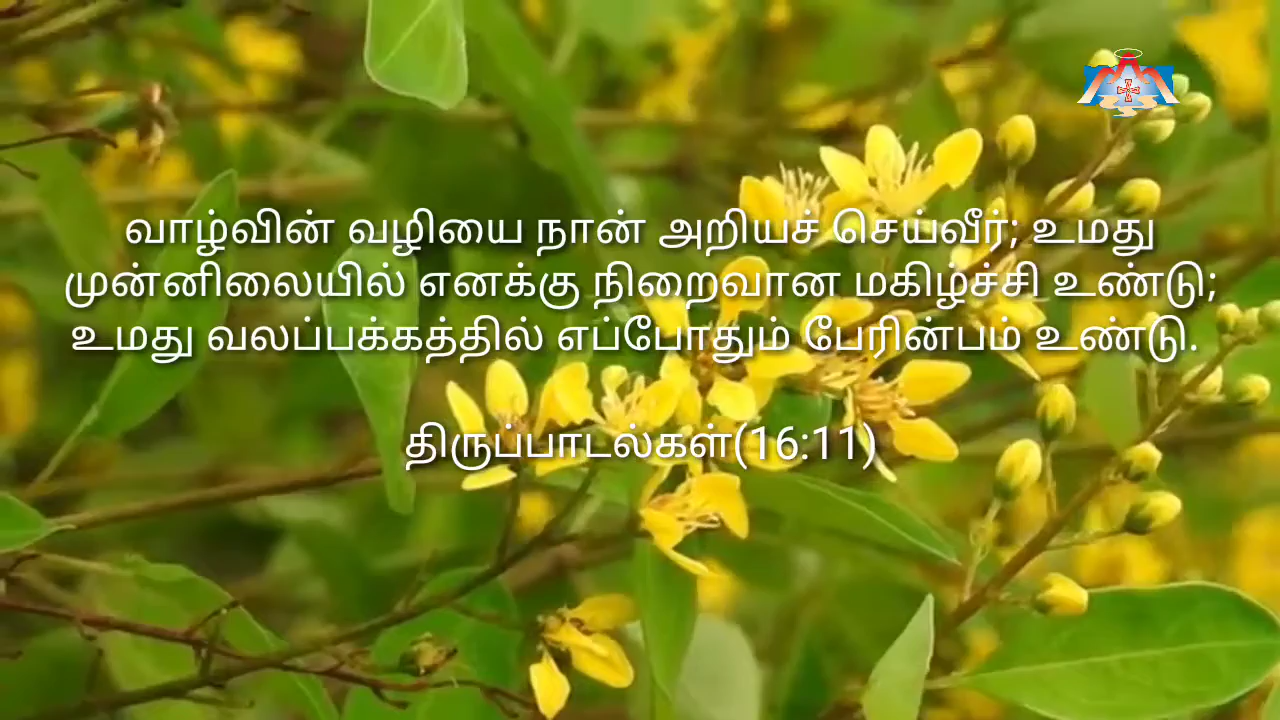 வாழ்வின் வழியை நான் அறியச் செய்வீர்; உமது
முன்னிலையில் எனக்கு நிறைவான மகிழ்ச்சி உண்டு;
உமது வலப்பக்கத்தில் எப்போதும் பேரின்பம் உண்டு.
திருப்பாடல்கள்(16:11)